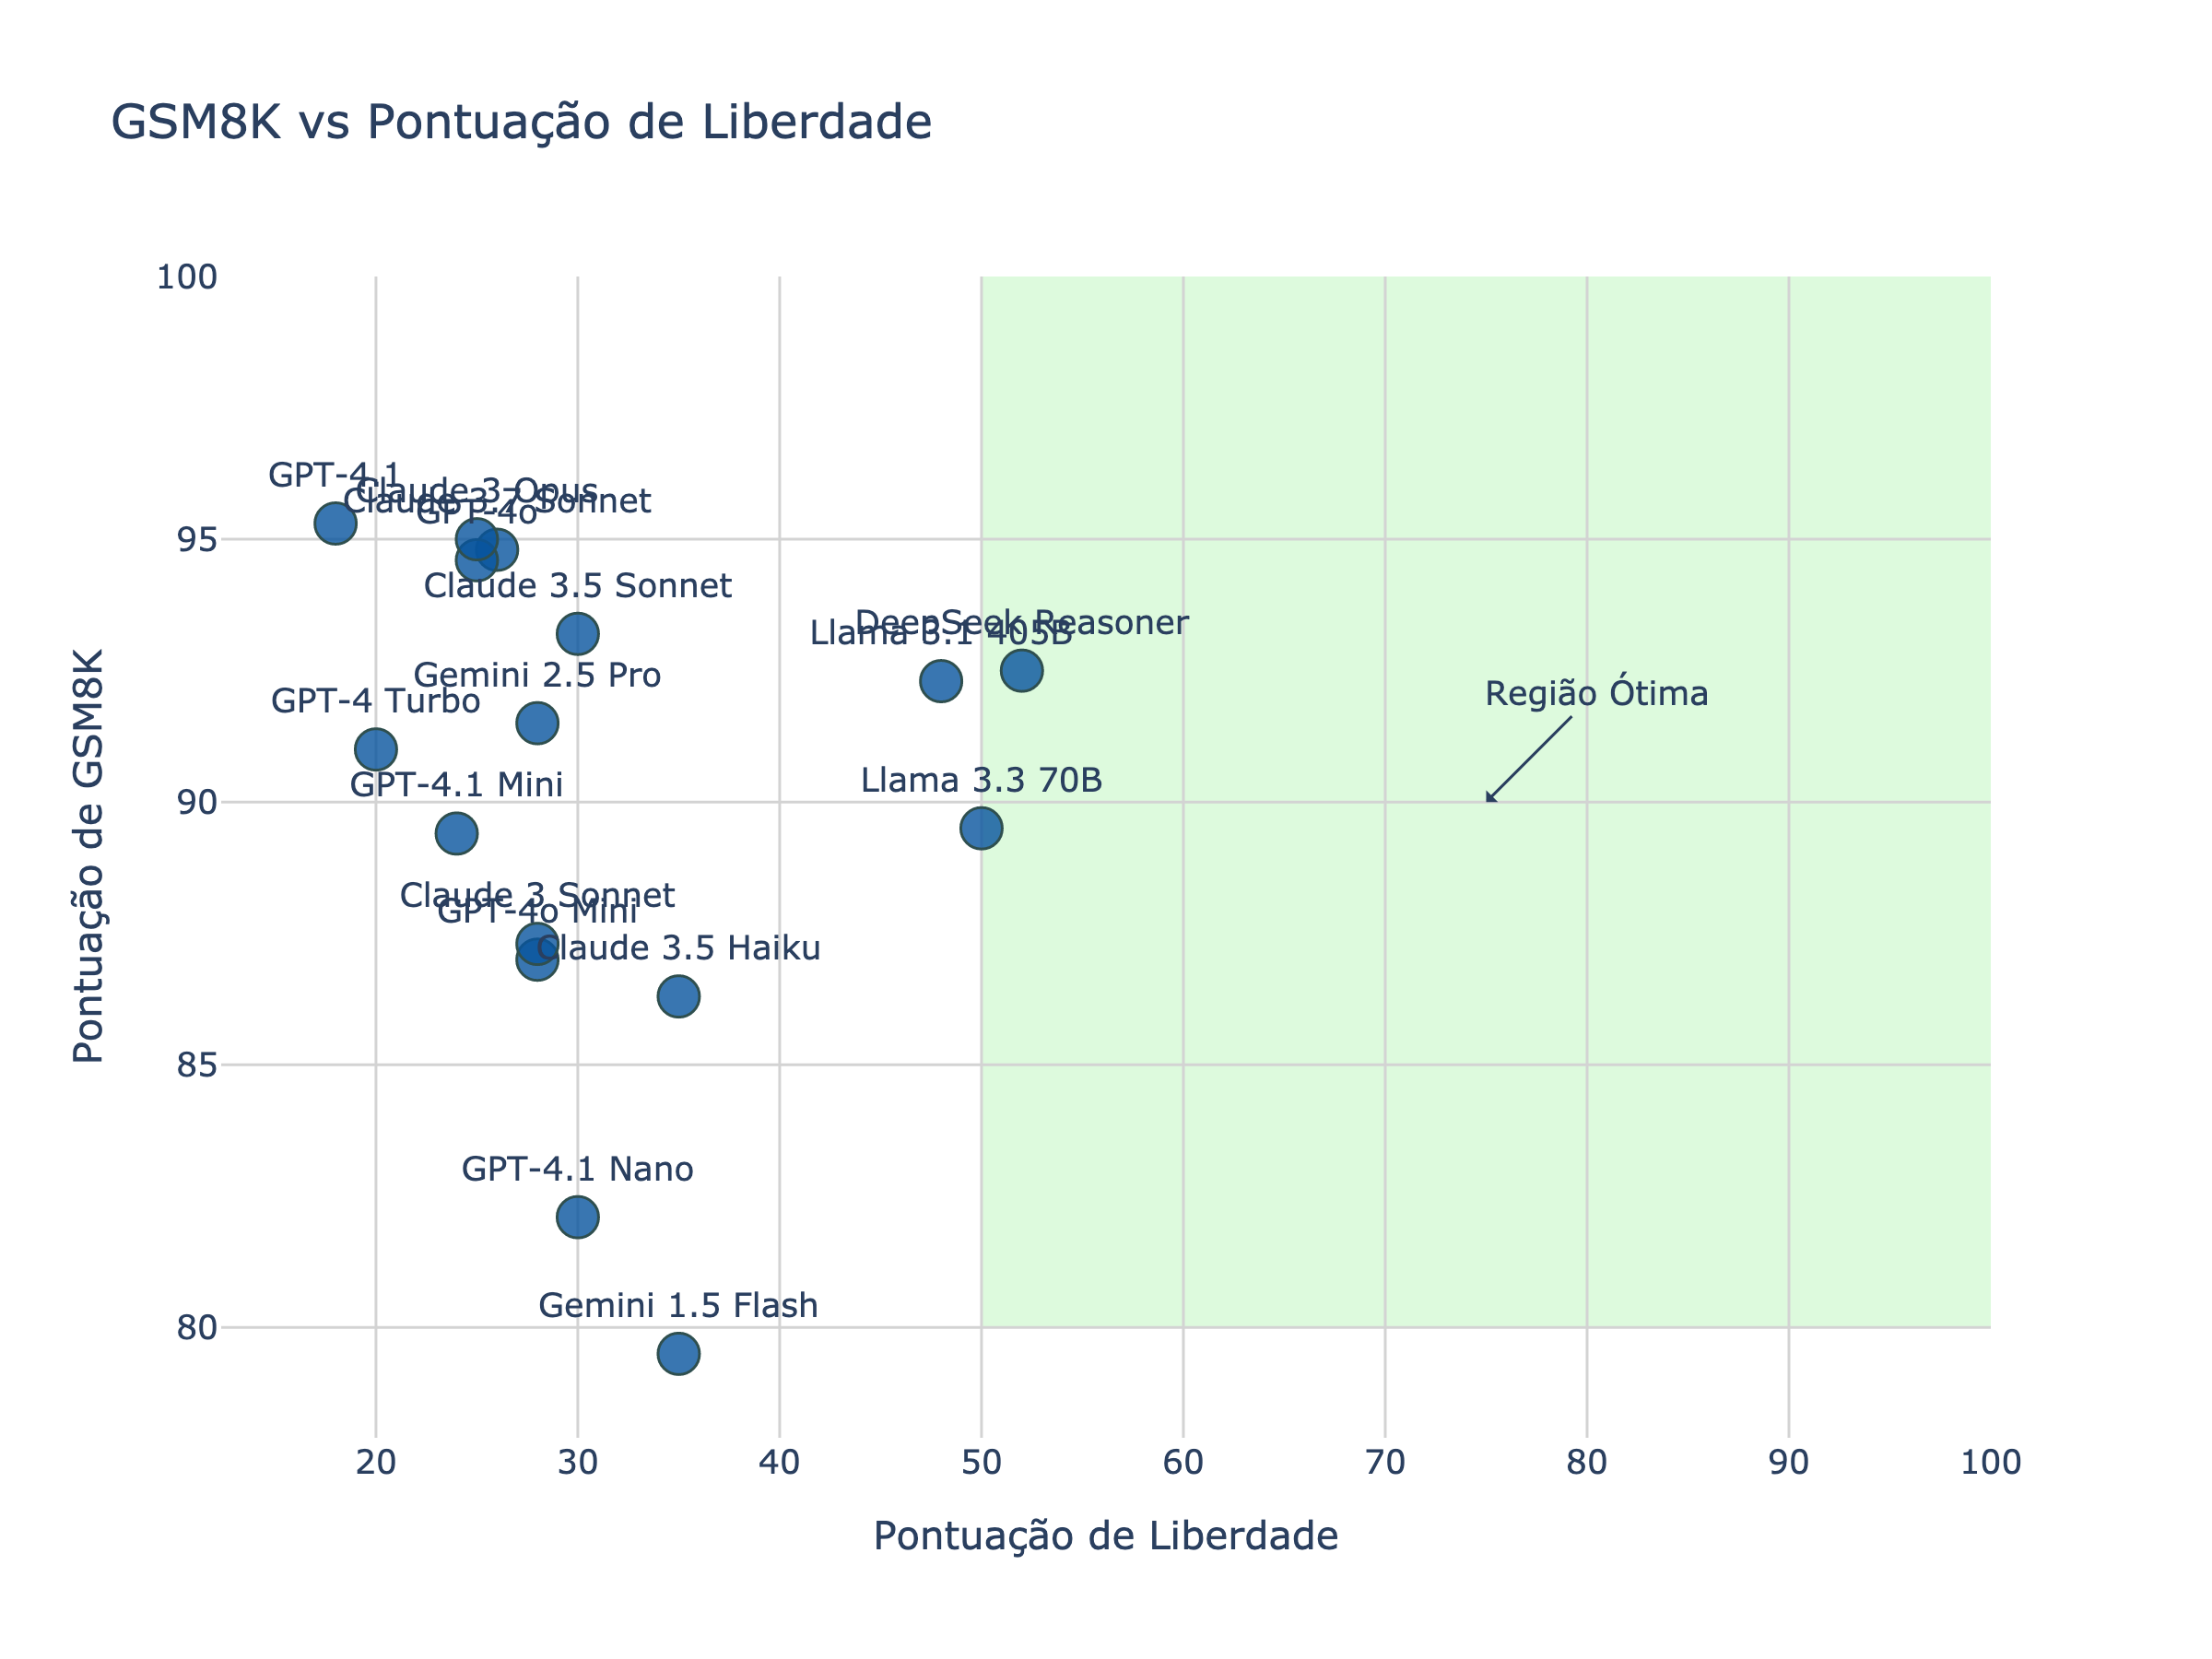 GSM8K vs Pontuação de Liberdade
100
95
90
85
80
Pontuação de GSM8K
GPT-4.1
Claude 3 Opus
Claude 3.7 Sonnet
GPT-4o
Claude 3.5 Sonnet
DeepSeek Reasoner
Llama 3.1 405B
Gemini 2.5 Pro
Região Ótima
GPT-4 Turbo
Llama 3.3 70B
GPT-4.1 Mini
Claude 3 Sonnet
GPT-4o Mini
Claude 3.5 Haiku
GPT-4.1 Nano
Gemini 1.5 Flash
20 30 40 50 60 70 80 90 100
Pontuação de Liberdade